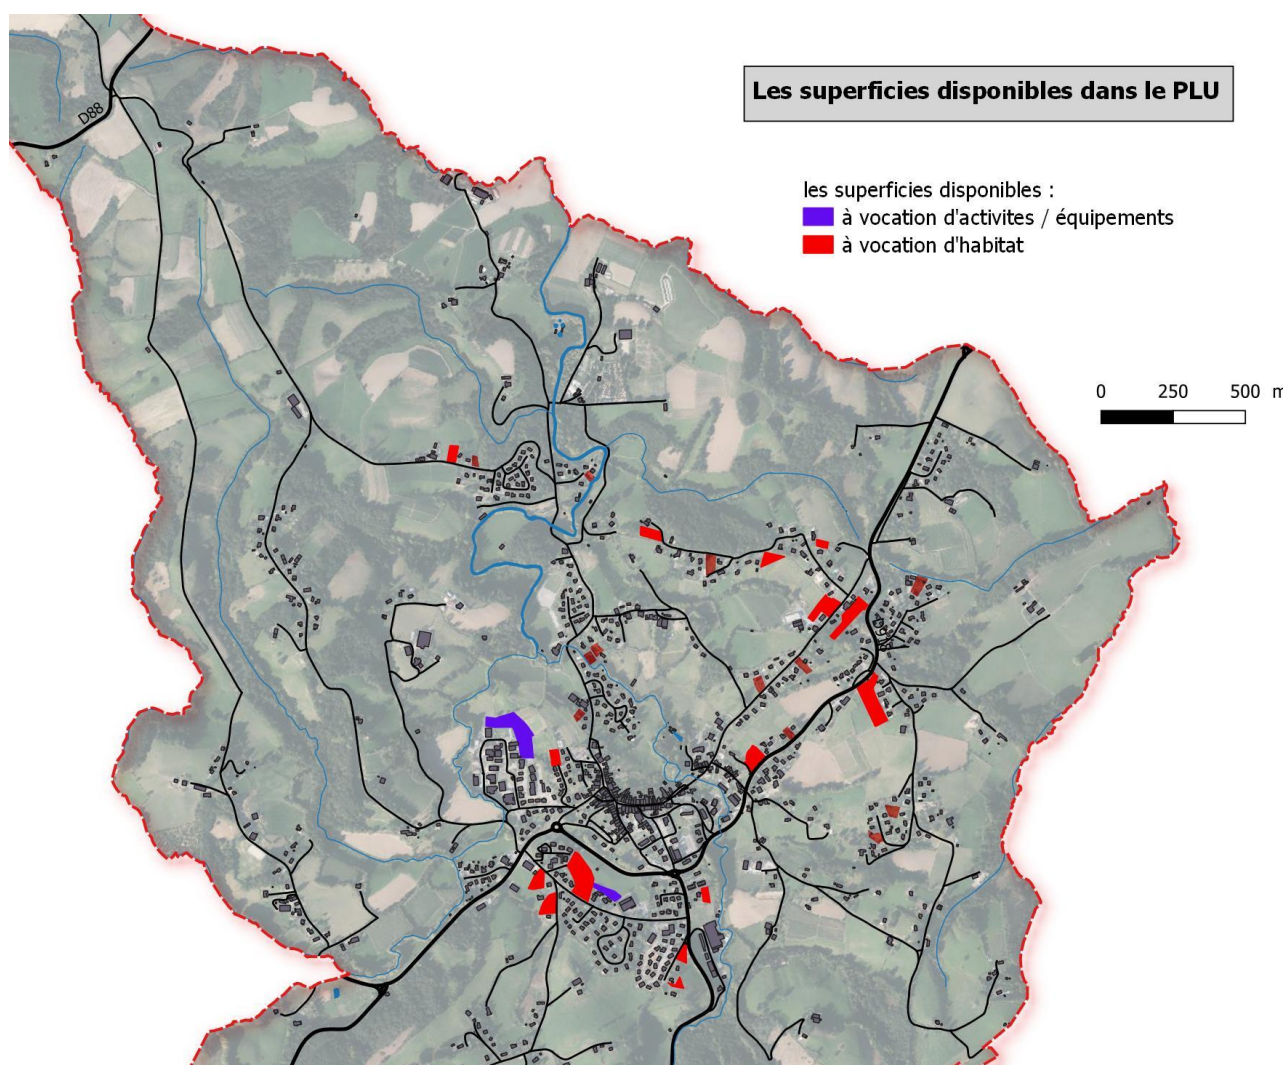 Les superficies disponibles dans le PLU
les superficies disponibles :
à vocation d'activites / équipements
à vocation d'habitat
0 250 500 m
D88